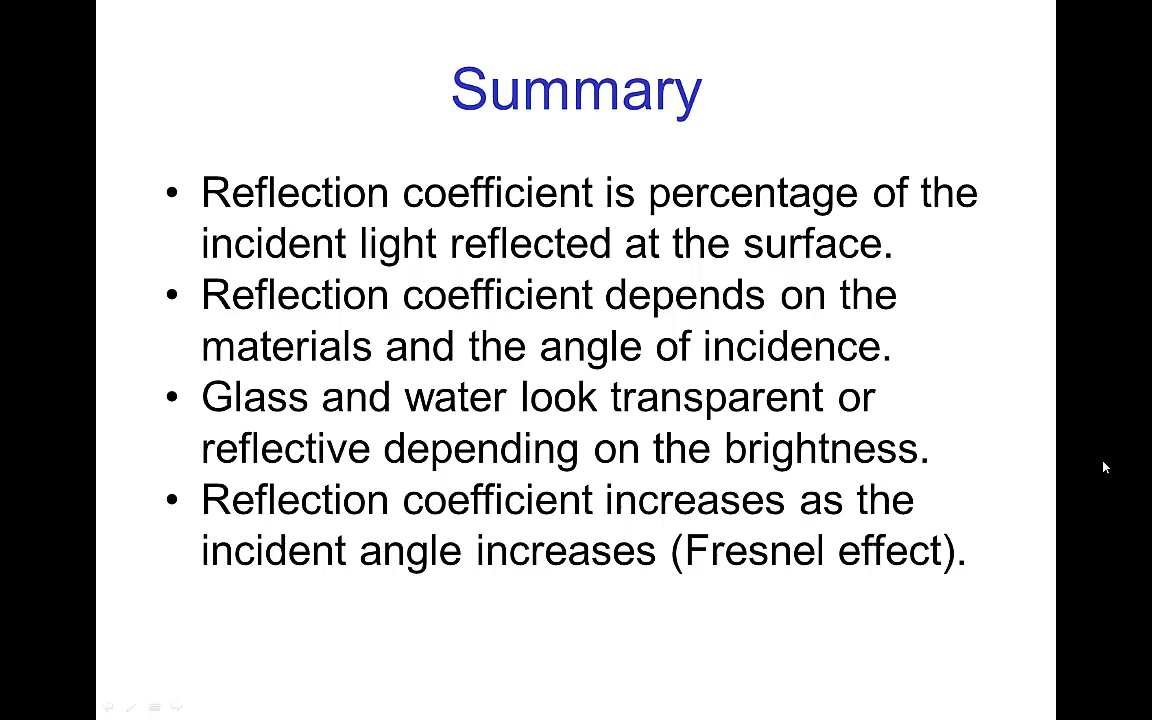 Summary
• Reflection coefficient is percentage of the
incident light reflected at the surface.
• Reflection coefficient depends on the
materials and the angle of incidence.
• Glass and water look transparent or
reflective depending on the brightness.
• Reflection coefficient increases as the
incident angle increases (Fresnel effect).